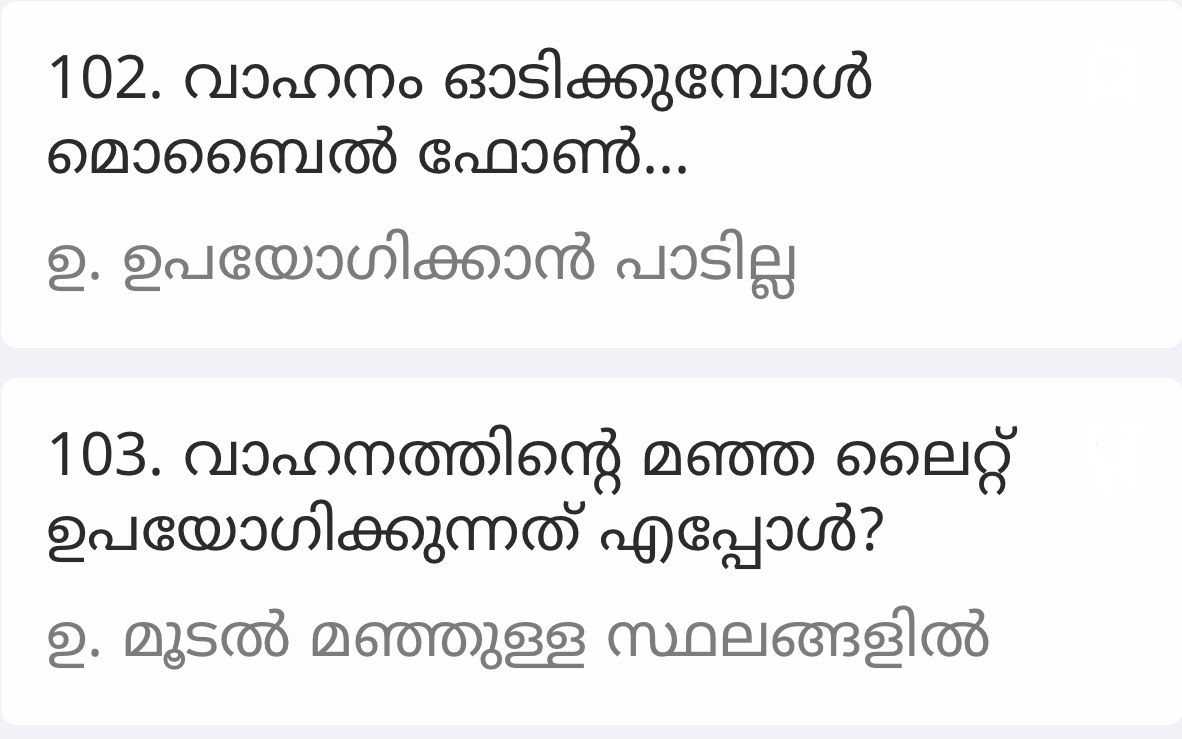 102. വാഹനം ഓടിക്കുമ്പോൾ
മൊബൈൽ ഫോൺ...
ഉ. ഉപയോഗിക്കാൻ പാടില്ല
103. വാഹനത്തിന്റെ മഞ്ഞ ലൈറ്റ്
ഉപയോഗിക്കുന്നത് എപ്പോൾ?
ഉ. മൂടൽ മഞ്ഞുള്ള സ്ഥലങ്ങളിൽ